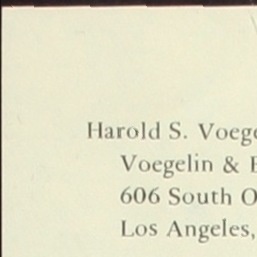 Harold S. Voege
Voegelin &
606 South O
Los Angeles,